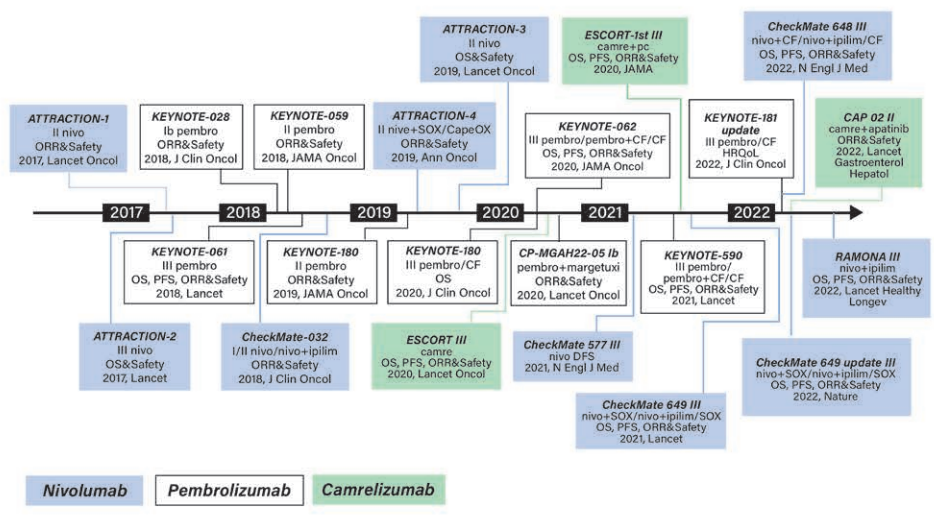 ATTRACTION-1
II nivo
ORR&Safety
2017, Lancet Oncol
KEYNOTE-028
Ib pembro
ORR&Safety
2018, J Clin Oncol
KEYNOTE-059
II pembro
ORR&Safety
2018, JAMA Oncol
ATTRACTION-4
II nive+SOX/CapeOX
ORR&Safety
2019, Ann Oncol
ATTRACTION-3
II nivo
OS&Safety
2019, Lancet Oncol
KEYNOTE-062
III pembro/pembro+CF/CF
OS, PFS, ORR&Safety
2020, JAMA Oncol
ESCORT-1st III
camre+pc
OS, PFS, ORR&Safety
2020, JAMA
KEYNOTE-181
update
III pembro/CF
HRQoL
2022, J Clin Oncol
CheckMate 648 III
nivo+CF/nivo+ipilim/CF
OS, PFS, ORR&Safety
2022, N Engl J Med
CAP 02 II
camre+apatinib
ORR&Safety
2022, Lancet
Gastroenterol
Hepatol
2017
2018
2019
2020
2021
2022
ATTRACTION-2
III nivo
OS&Safety
2017, Lancet
KEYNOTE-061
III pembro
OS, PFS, ORR&Safety
2018, Lancet
CheckMate-032
I/II nivo/nivo+ipilim
ORR&Safety
2018, J Clin Oncol
KEYNOTE-180
II pembro
ORR&Safety
2019, JAMA Oncol
KEYNOTE-180
III pembro/CF
OS
2020, J Clin Oncol
ESCORT III
camre
OS, PFS, ORR&Safety
2020, Lancet Oncol
CP-MGAH22-05 Ib
pembro+margetuxi
ORR&Safety
2020, Lancet Oncol
CheckMate 577 III
nivo DFS
2021, N Engl J Med
CheckMate 649 III
nivo+SOX/nivo+ipilim/SOX
OS, PFS, ORR&Safety
2021, Lancet
KEYNOTE-590
III pembro/
pembro+CF/CF
OS, PFS, ORR&Safety
2021, Lancet
CheckMate 649 update III
nivo+SOX/nivo+ipilim/SOX
OS, PFS, ORR&Safety
2022, Nature
RAMONA III
nivo+ipilim
OS, PFS, ORR&Safety
2022, Lancet Healthy
Longev
Nivolumab
Pembrolizumab
Camrelizumab